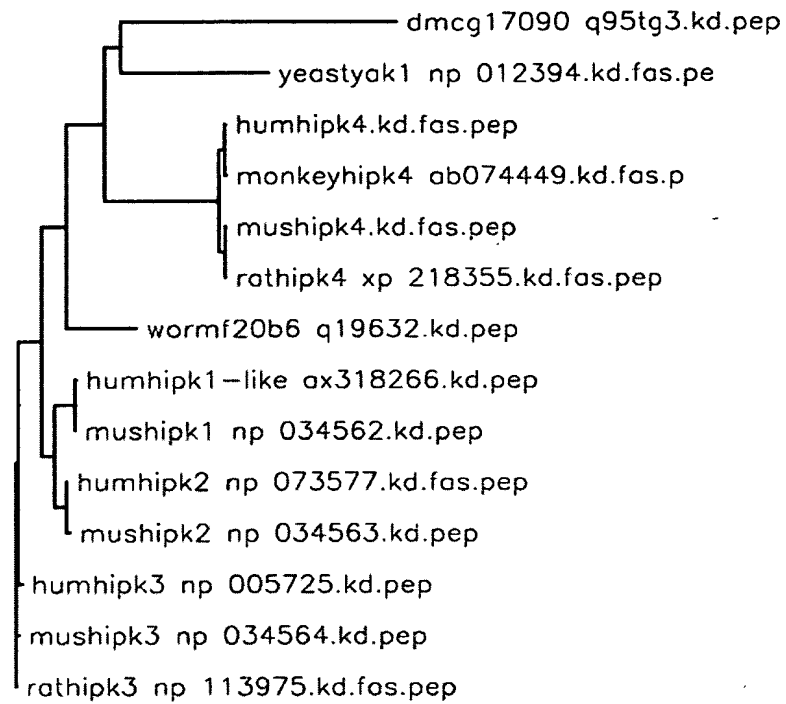 dmcg17090 q95tg3.kd.pep
yeastyak1 np 012394.kd.fas.pe
humhipk4.kd.fas.pep
monkeyhipk4 ab074449.kd.fas.p
mushipk4.kd.fas.pep
rathipk4 xp 218355.kd.fas.pep
wormf20b6 q19632.kd.pep
humhipk1-like ax318266.kd.pep
mushipk1 np 034562.kd.pep
humhipk2 np 073577.kd.fas.pep
mushipk2 np 034563.kd.pep
humhipk3 np 005725.kd.pep
mushipk3 np 034564.kd.pep
rathipk3 np 113975.kd.fas.pep